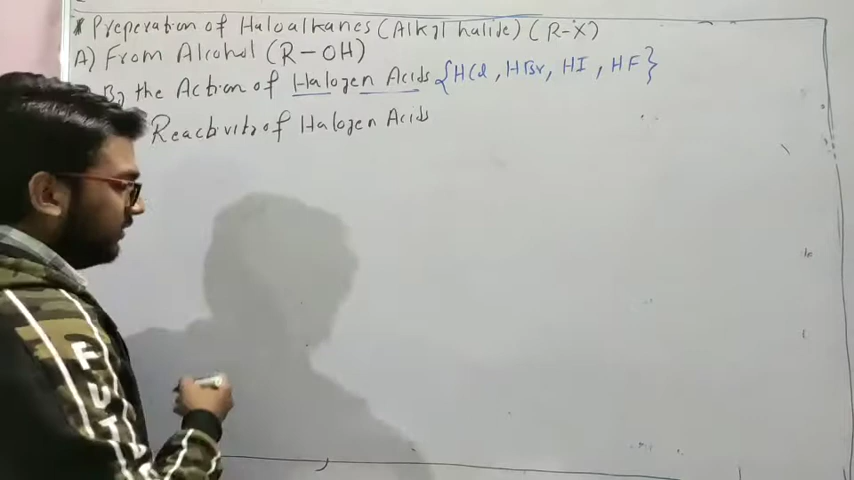 * Preperation of Haloalkanes (Alkyl halide) (R-X)
A) From Alcohol (R-OH)
By the Action of Halogen Acids {HCl, HBr, HI, HF}
Reactivity of Halogen Acids
FUTU